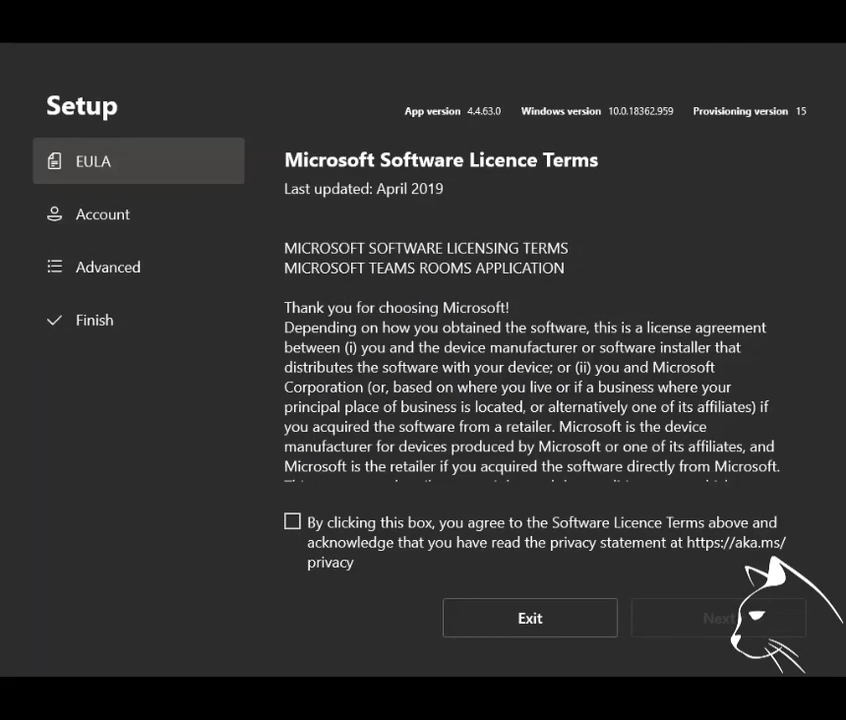 Setup
App version 4.4.63.0 Windows version 10.0.18362.959 Provisioning version 15
EULA
Account
Advanced
Finish
Microsoft Software Licence Terms
Last updated: April 2019
MICROSOFT SOFTWARE LICENSING TERMS
MICROSOFT TEAMS ROOMS APPLICATION
Thank you for choosing Microsoft!
Depending on how you obtained the software, this is a license agreement
between (i) you and the device manufacturer or software installer that
distributes the software with your device; or (ii) you and Microsoft
Corporation (or, based on where you live or if a business where your
principal place of business is located, or alternatively one of its affiliates) if
you acquired the software from a retailer. Microsoft is the device
manufacturer for devices produced by Microsoft or one of its affiliates, and
Microsoft is the retailer if you acquired the software directly from Microsoft.
By clicking this box, you agree to the Software Licence Terms above and
acknowledge that you have read the privacy statement at https://aka.ms/
privacy
Exit
Next